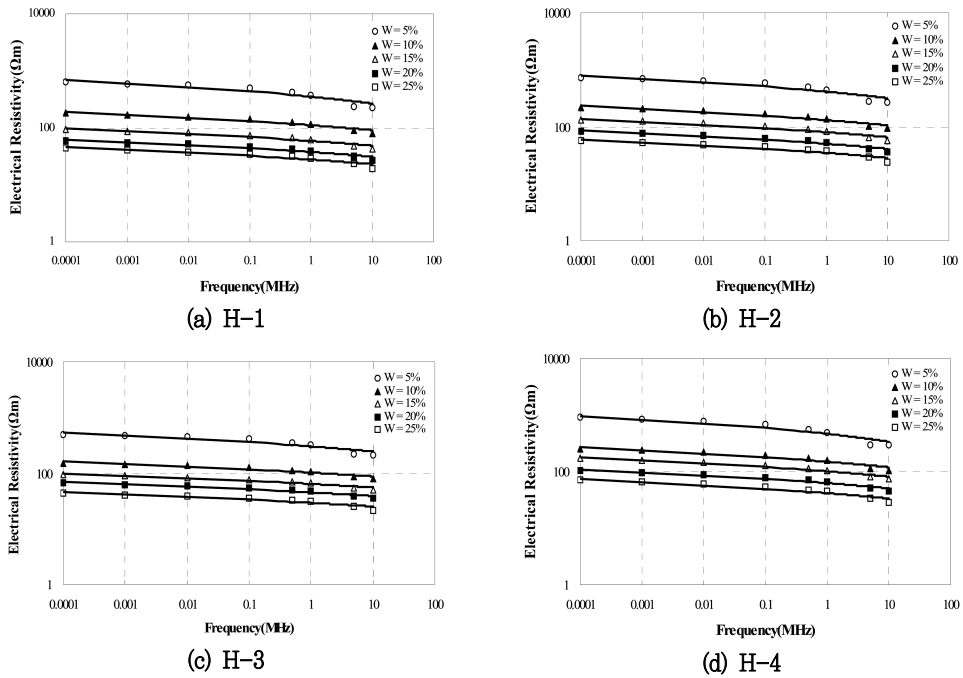 10000
100
1
0.0001 0.001 0.01 0.1 1 10 100
Electrical Resistivity(Ωm)
Frequency(MHz)
W = 5%
W = 10%
W = 15%
W = 20%
W = 25%
(a) H-1
10000
100
1
0.0001 0.001 0.01 0.1 1 10 100
Electrical Resistivity(Ωm)
Frequency(MHz)
W = 5%
W = 10%
W = 15%
W = 20%
W = 25%
(b) H-2
10000
100
1
0.0001 0.001 0.01 0.1 1 10 100
Electrical Resistivity(Ωm)
Frequency(MHz)
W = 5%
W = 10%
W = 15%
W = 20%
W = 25%
(c) H-3
10000
100
1
0.0001 0.001 0.01 0.1 1 10 100
Electrical Resistivity(Ωm)
Frequency(MHz)
W = 5%
W = 10%
W = 15%
W = 20%
W = 25%
(d) H-4